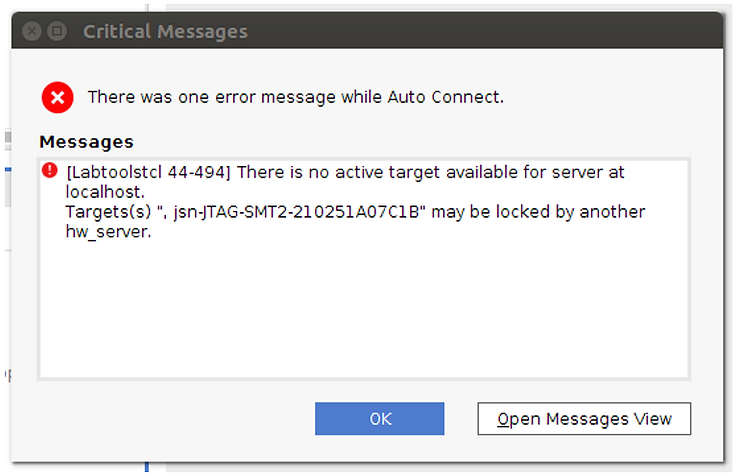 Critical Messages
There was one error message while Auto Connect.
Messages
[Labtoolstcl 44-494] There is no active target available for server at
localhost.
Targets(s) ", jsn-JTAG-SMT2-210251A07C1B" may be locked by another
hw_server.
OK
Open Messages View